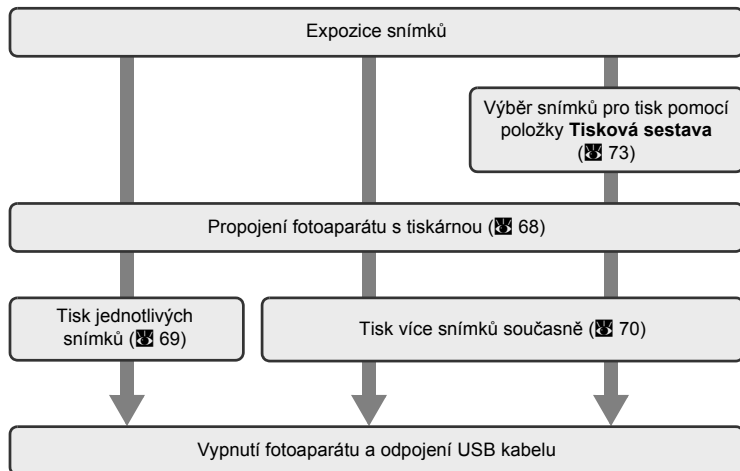 Expozice snímků
Výběr snímků pro tisk pomocí
položky Tisková sestava
(73)
Propojení fotoaparátu s tiskárnou (68)
Tisk jednotlivých
snímků (69)
Tisk více snímků současně (70)
Vypnutí fotoaparátu a odpojení USB kabelu